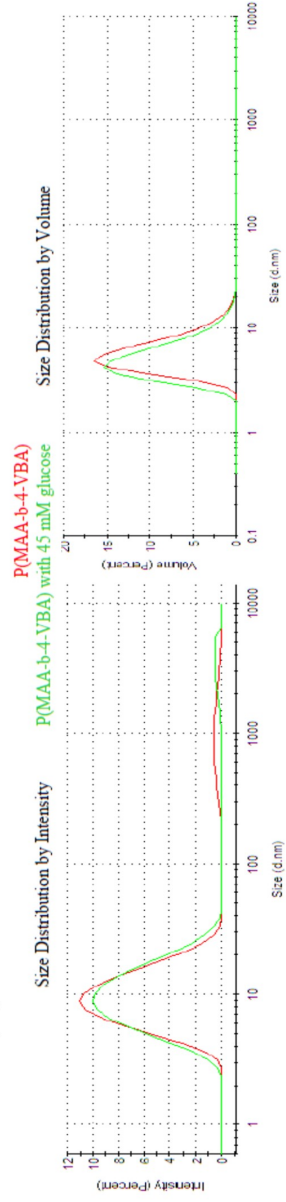 P(MAA-b-4-VBA)
P(MAA-b-4-VBA) with 45 mM glucose
Size Distribution by Intensity
12
10
8
6
4
2
0
Intensity (Percent)
1
10
100
1000
10000
Size (d.nm)
Size Distribution by Volume
20
15
10
5
0
Volume (Percent)
0.1
1
10
100
1000
10000
Size (d.nm)